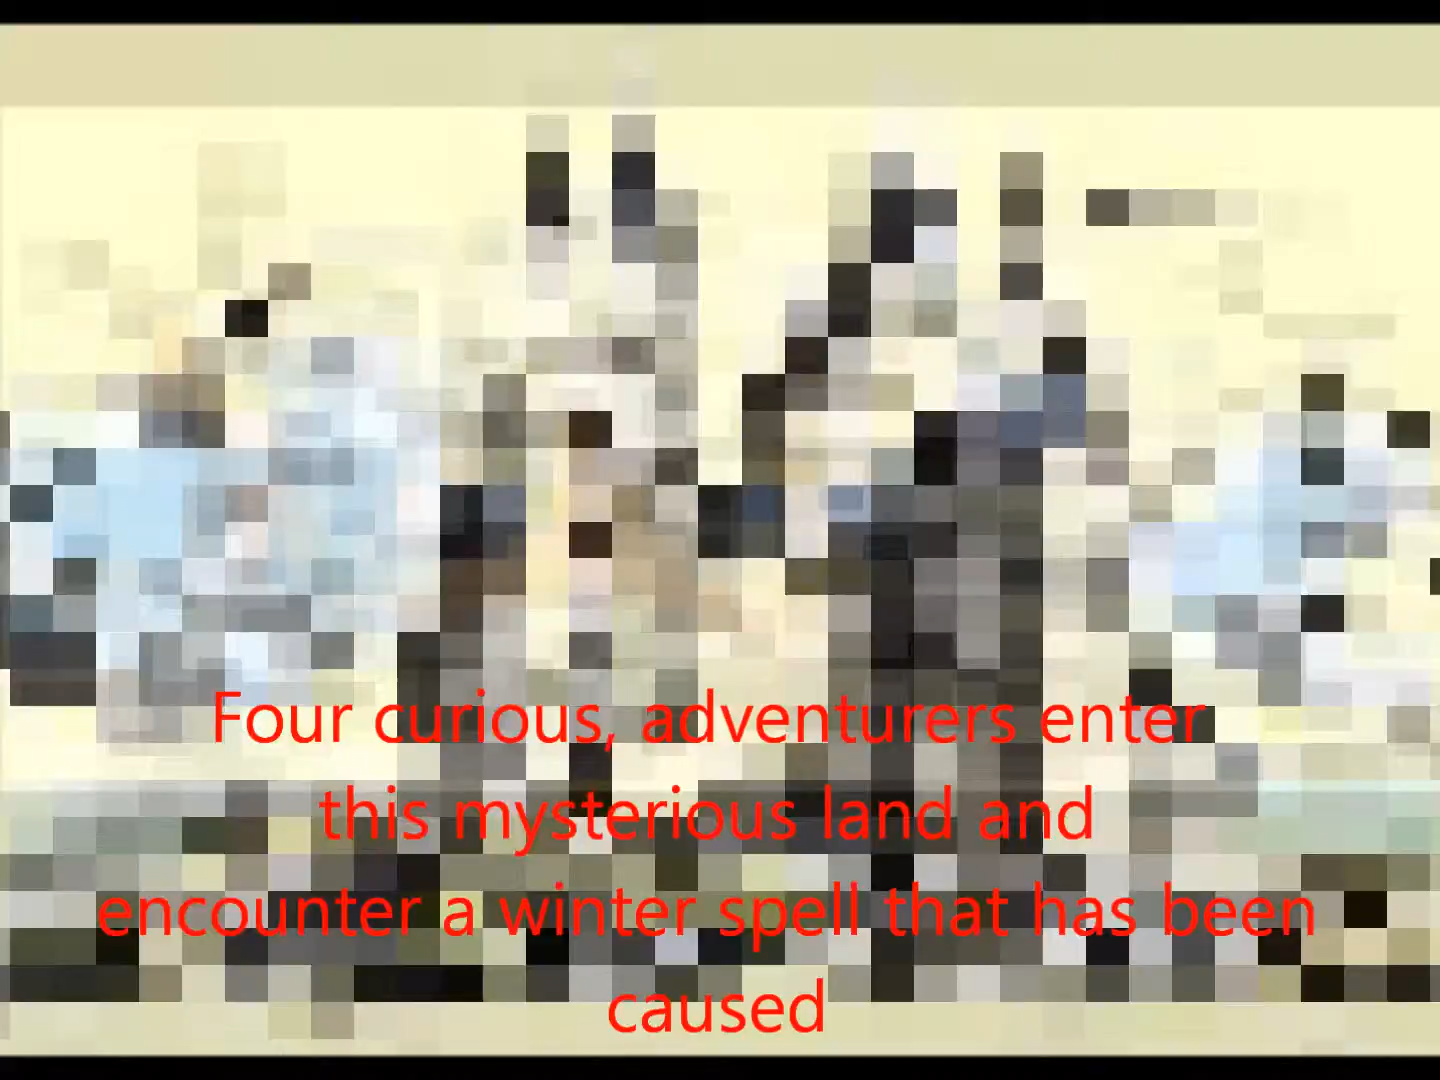 Four curious, adventurers enter
this mysterious land and
encounter a winter spell that has been
caused